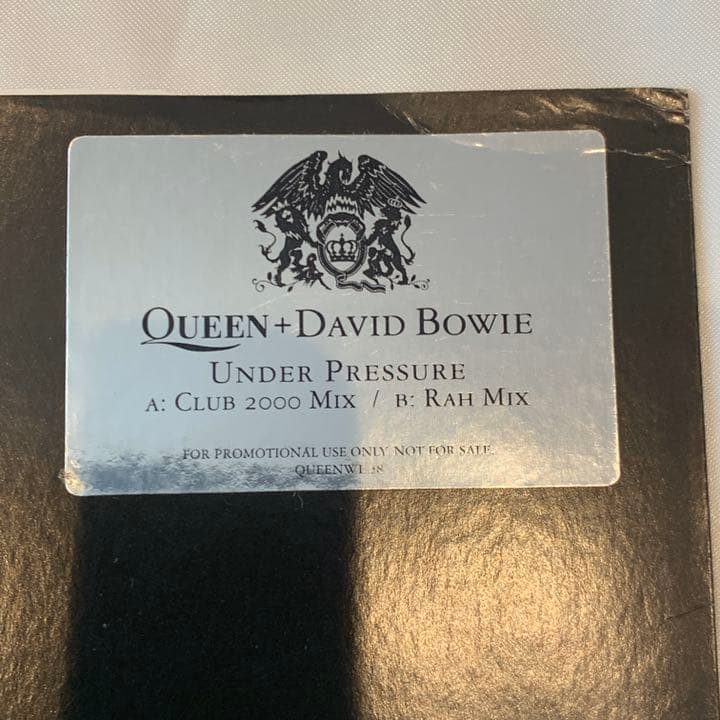 QUEEN+DAVID BOWIE
UNDER PRESSURE
A: CLUB 2000 MIX / B: RAH MIX
FOR PROMOTIONAL USE ONLY NOT FOR SALE.